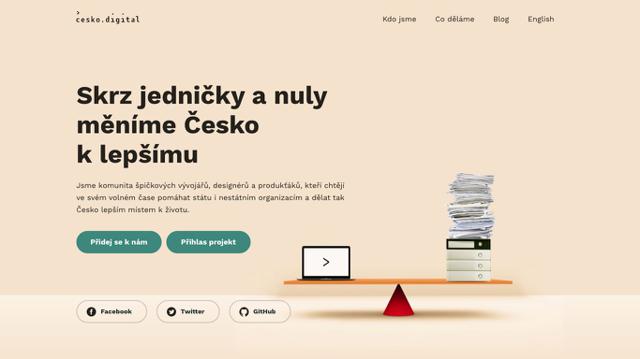 cesko.digital
Kdo jsme
Co děláme
Blog
English
Skrz jedničky a nuly
měníme Česko
k lepšímu
Jsme komunita špičkových vývojářů, designérů a produkťáků, kteří chtějí
ve svém volném čase pomáhat státu i nestátním organizacím a dělat tak
Česko lepším místem k životu.
Přidej se k nám
Přihlas projekt
>
Facebook
Twitter
GitHub